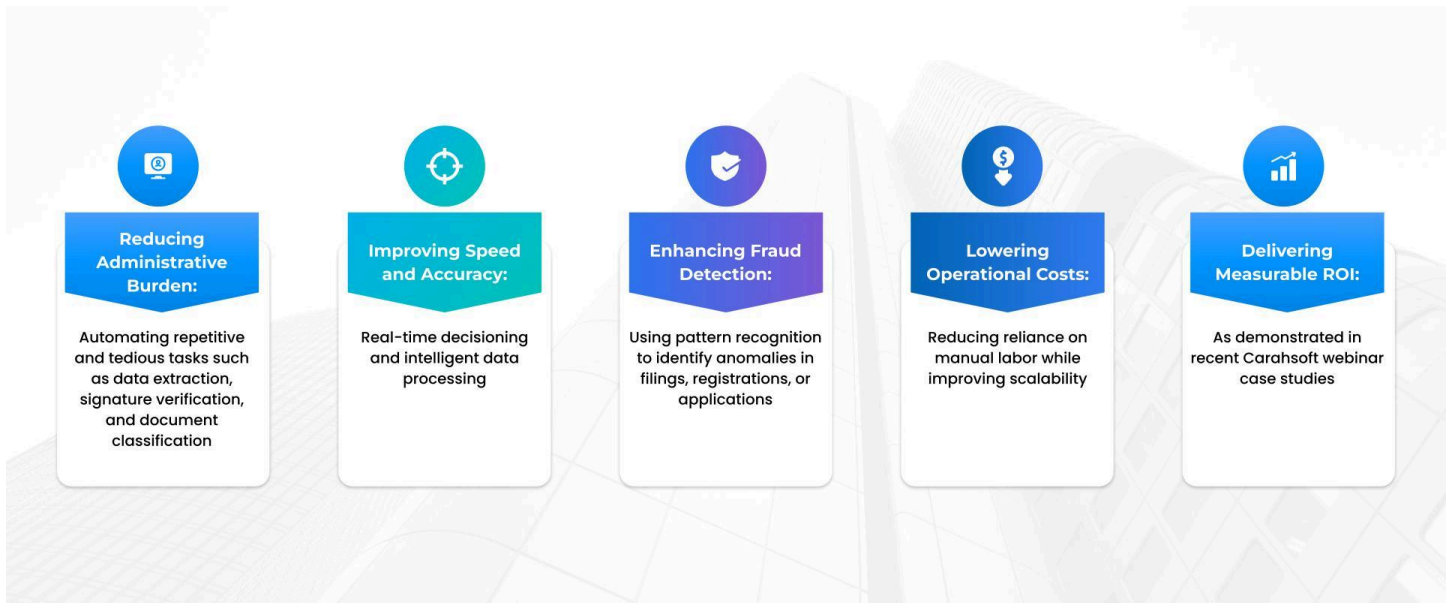 Reducing
Administrative
Burden:
Automating repetitive
and tedious tasks such
as data extraction,
signature verification,
and document
classification
Improving Speed
and Accuracy:
Real-time decisioning
and intelligent data
processing
Enhancing Fraud
Detection:
Using pattern recognition
to identify anomalies in
filings, registrations, or
applications
Lowering
Operational Costs:
Reducing reliance on
manual labor while
improving scalability
Delivering
Measurable ROI:
As demonstrated in
recent Carahsoft webinar
case studies